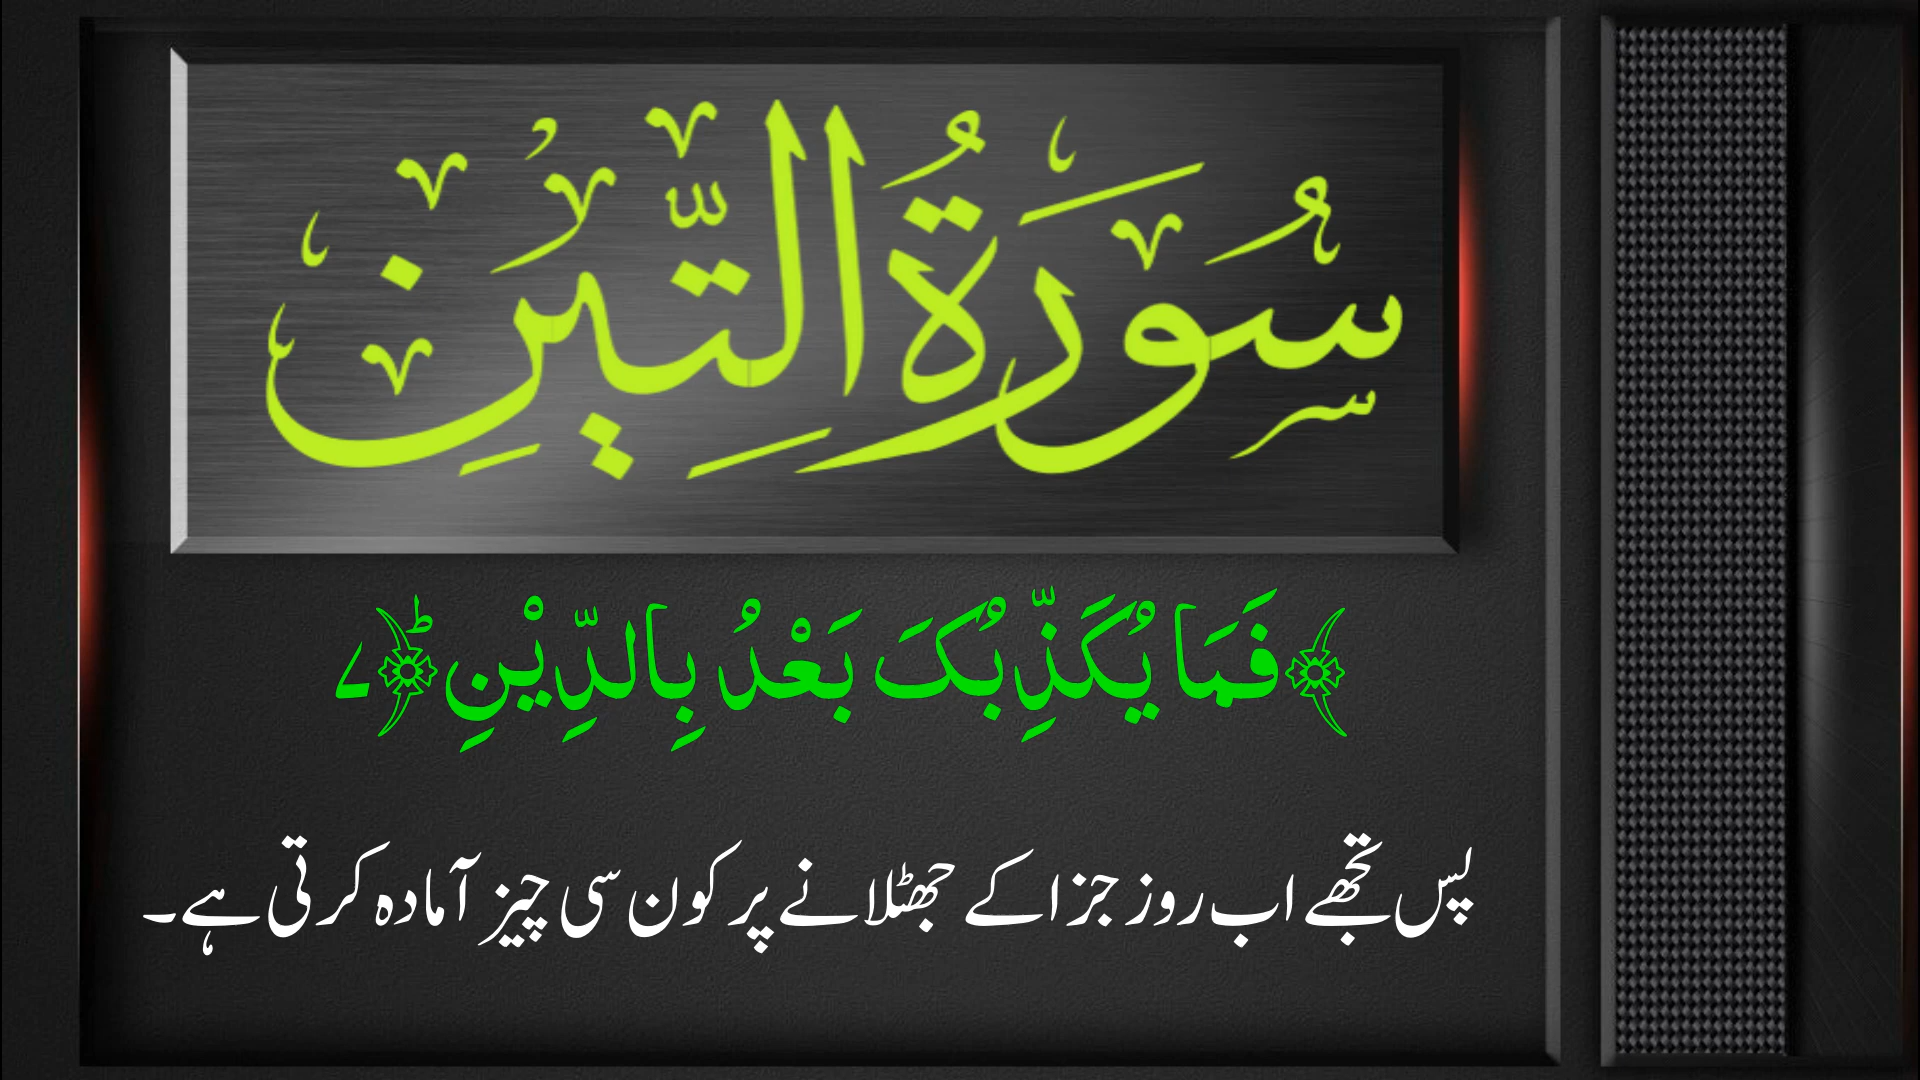 سُوۡرَةُ التِّيۡنِ
﴿فَمَا يُكَذِّبُكَ بَعْدُ بِالدِّيْنِؕ﴾۷
پس تجھے اب روز جزا کے جھٹلانے پر کون سی چیز آمادہ کرتی ہے۔